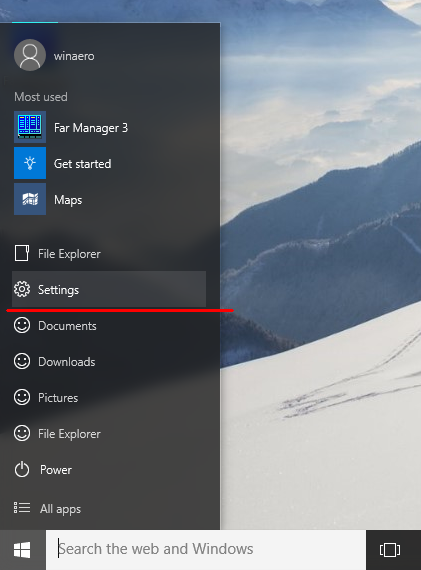 winaero
Most used
Far Manager 3
Get started
Maps
File Explorer
Settings
Documents
Downloads
Pictures
File Explorer
Power
All apps
Search the web and Windows